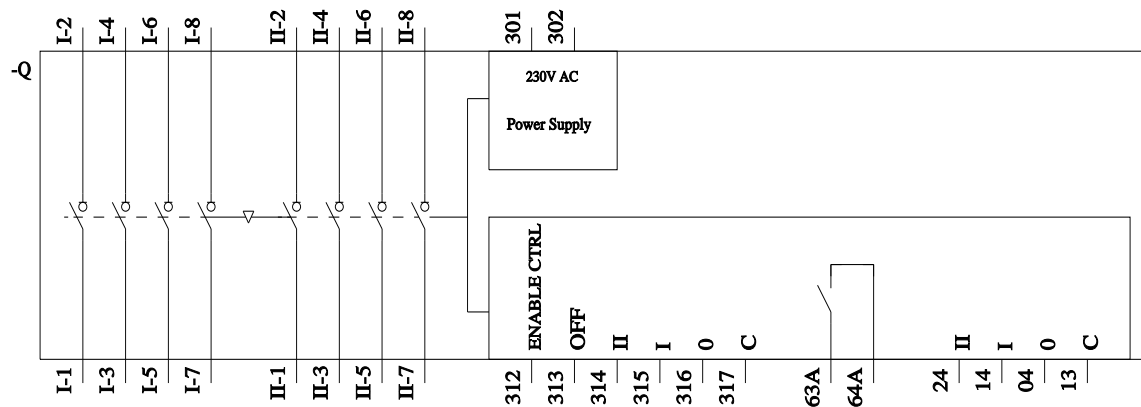 I-2
I-4
I-6
I-8
II-2
II-4
II-6
II-8
301
302
-Q
230V AC
Power Supply
ENABLE CTRL
OFF
II
I
0
C
II
I
0
C
I-1
I-3
I-5
I-7
II-1
II-3
II-5
II-7
312
313
314
315
316
317
63A
64A
24
14
04
13